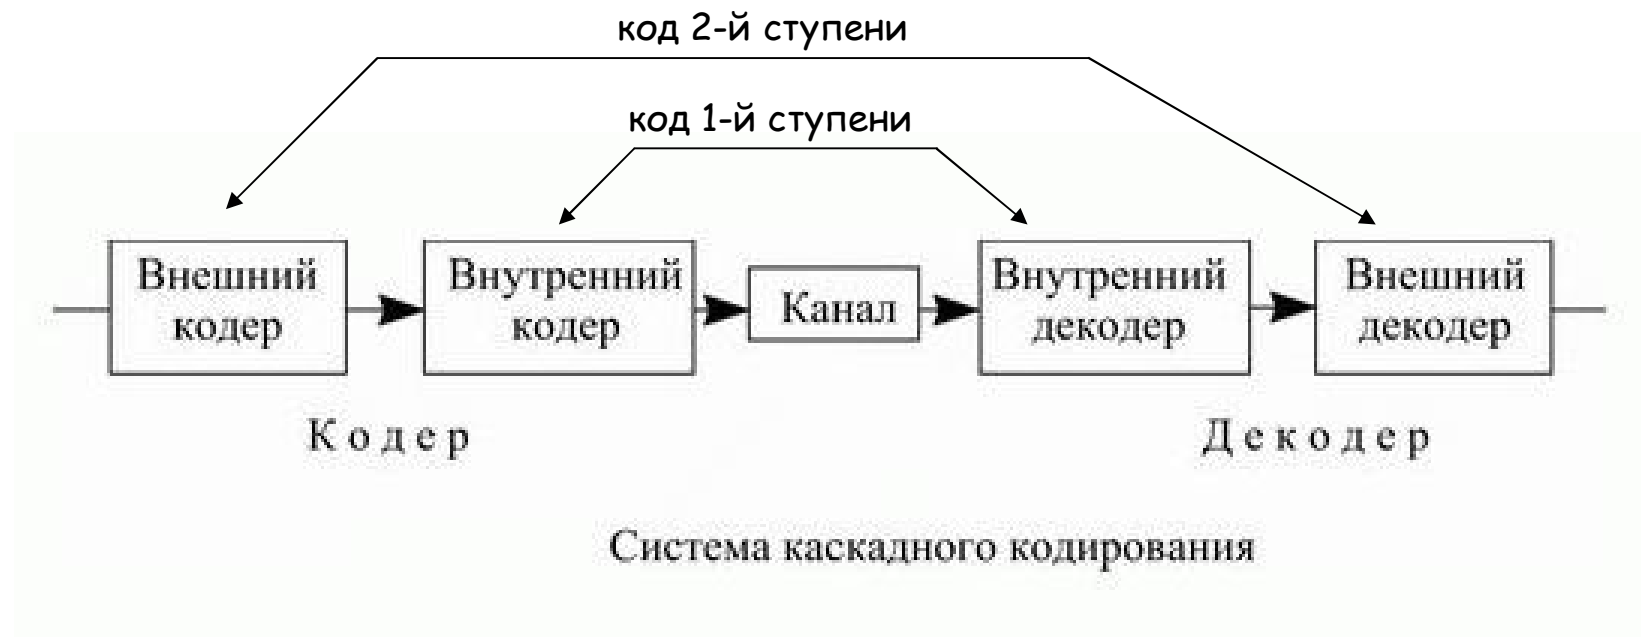 код 2-й ступени
код 1-й ступени
Внешний
кодер
Внутренний
кодер
Канал
Внутренний
декодер
Внешний
декодер
Кодер
Декодер
Система каскадного кодирования